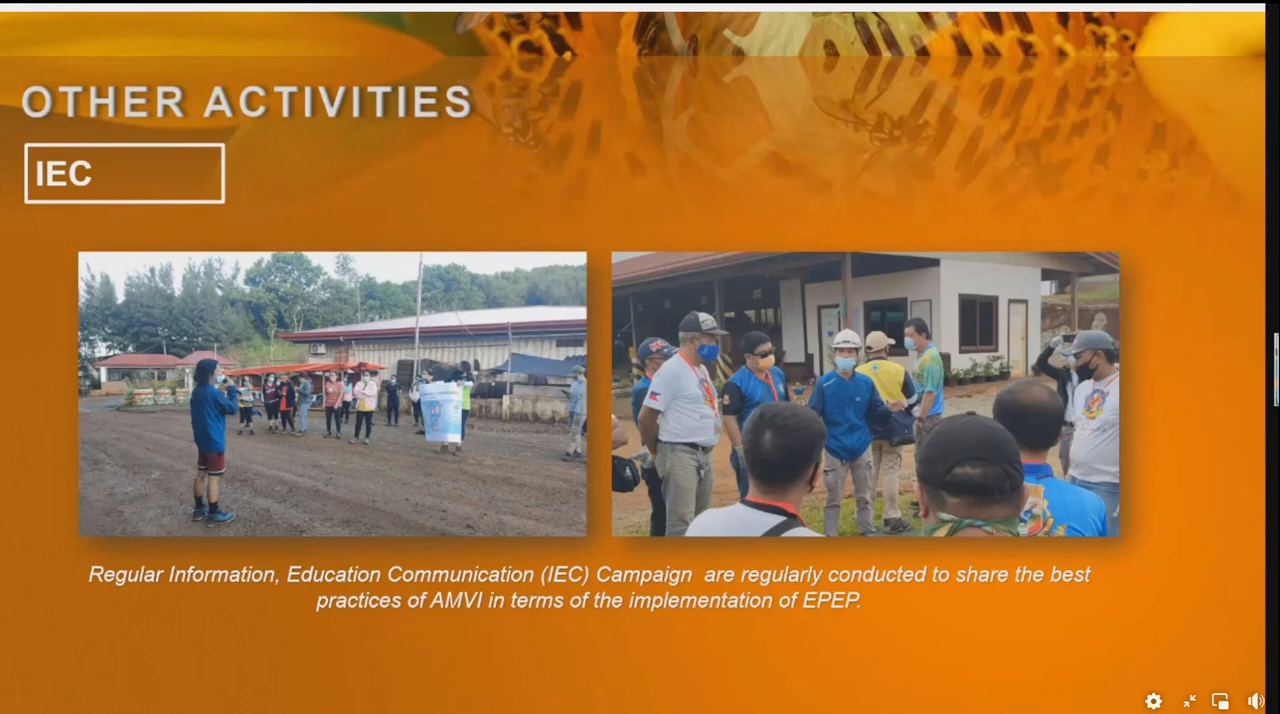 OTHER ACTIVITIES
IEC
Regular Information, Education Communication (IEC) Campaign are regularly conducted to share the best
practices of AMVI in terms of the implementation of EPEP.